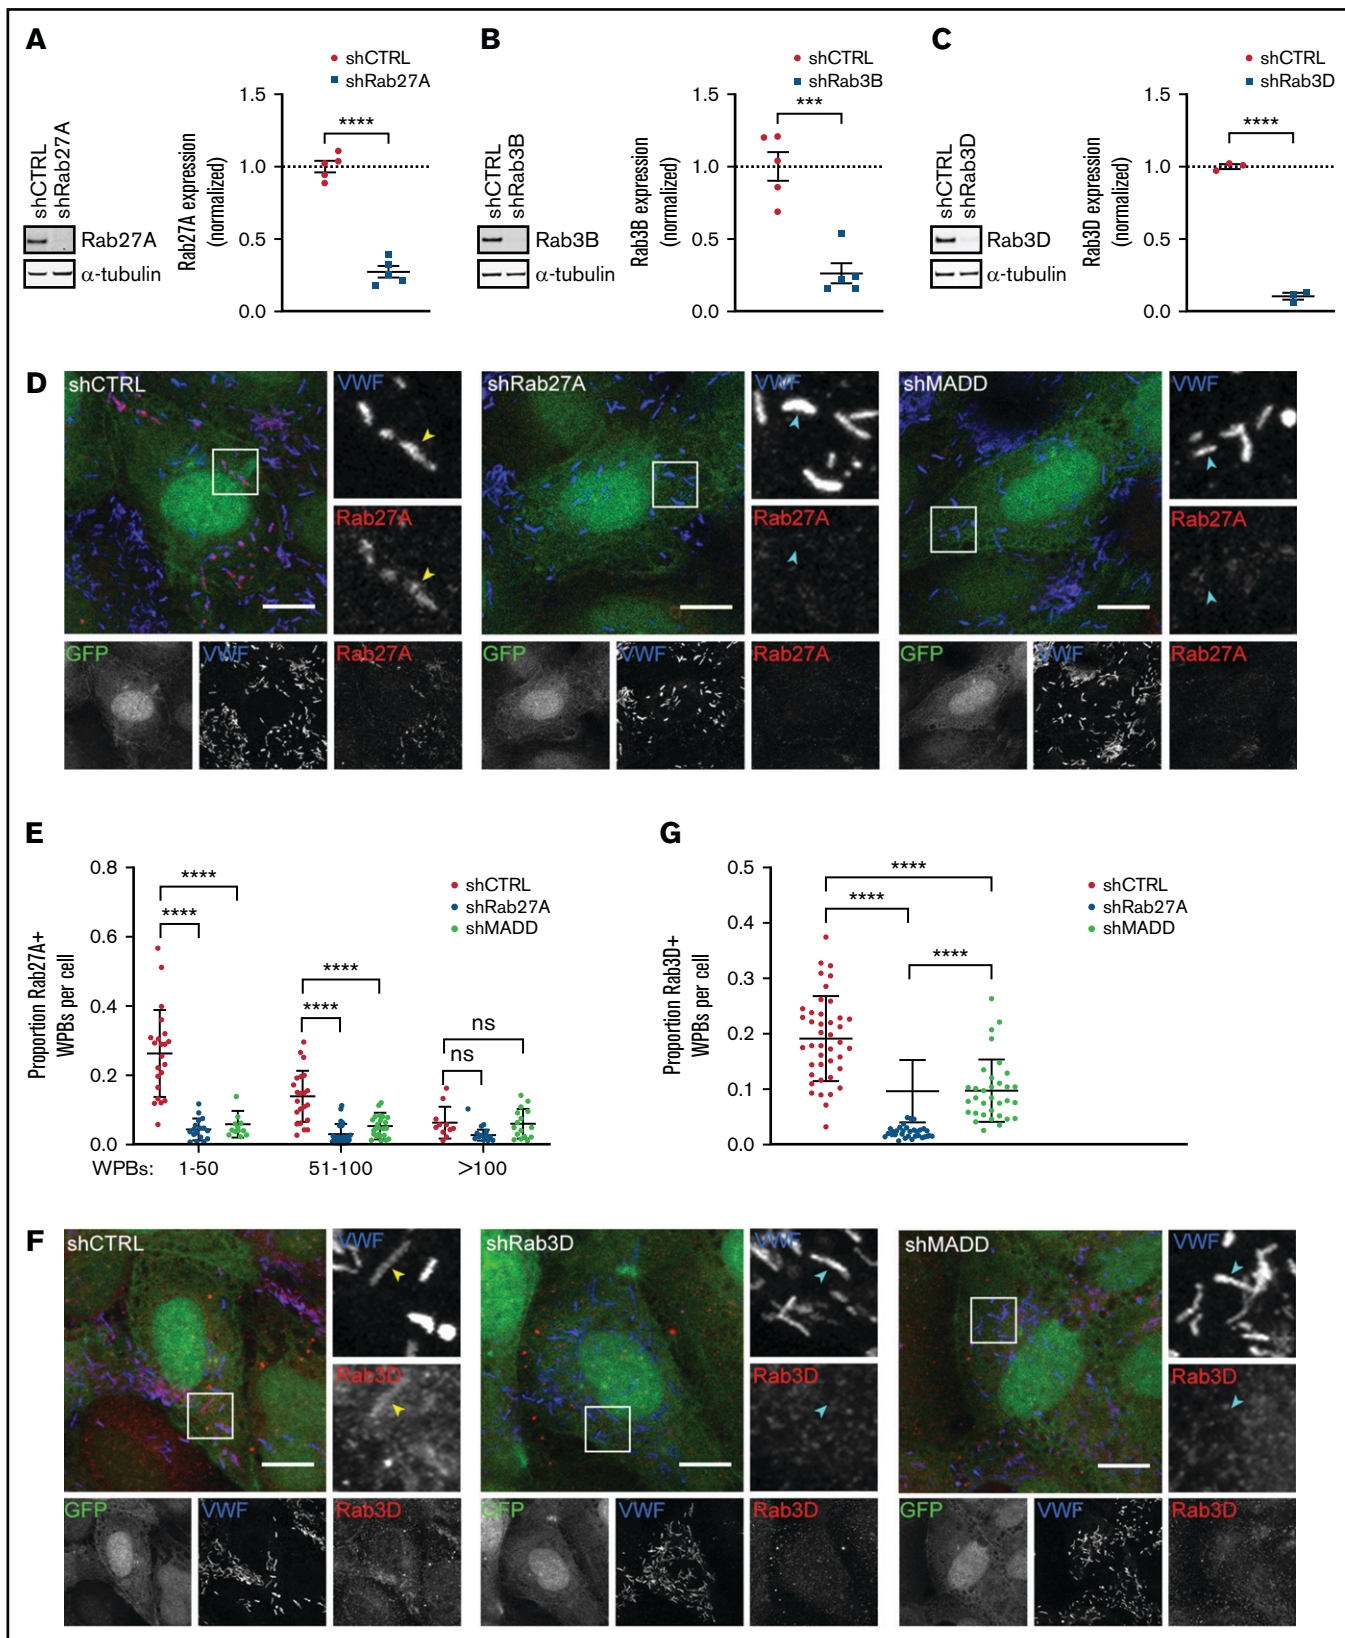 A
shCTRL
shRab27A
shCTRL
shRab27A
Rab27A
α-tubulin
Rab27A expression
(normalized)
1.5
1.0
0.5
0.0
****
B
shCTRL
shRab3B
shCTRL
shRab3B
Rab3B
α-tubulin
Rab3B expression
(normalized)
1.5
1.0
0.5
0.0
***
C
shCTRL
shRab3D
shCTRL
shRab3D
Rab3D
α-tubulin
Rab3D expression
(normalized)
1.5
1.0
0.5
0.0
****
D
shCTRL
VWF
Rab27A
GFP
VWF
Rab27A
shRab27A
VWF
Rab27A
GFP
VWF
Rab27A
shMADD
VWF
Rab27A
GFP
VWF
Rab27A
E
Proportion Rab27A+
WPBs per cell
0.8
0.6
0.4
0.2
0.0
****
****
****
****
ns
ns
shCTRL
shRab27A
shMADD
WPBs:
1-50
51-100
>100
G
Proportion Rab3D+
WPBs per cell
0.5
0.4
0.3
0.2
0.1
0.0
****
****
****
shCTRL
shRab27A
shMADD
F
shCTRL
VWF
Rab3D
GFP
VWF
Rab3D
shRab3D
VWF
Rab3D
GFP
VWF
Rab3D
shMADD
VWF
Rab3D
GFP
VWF
Rab3D